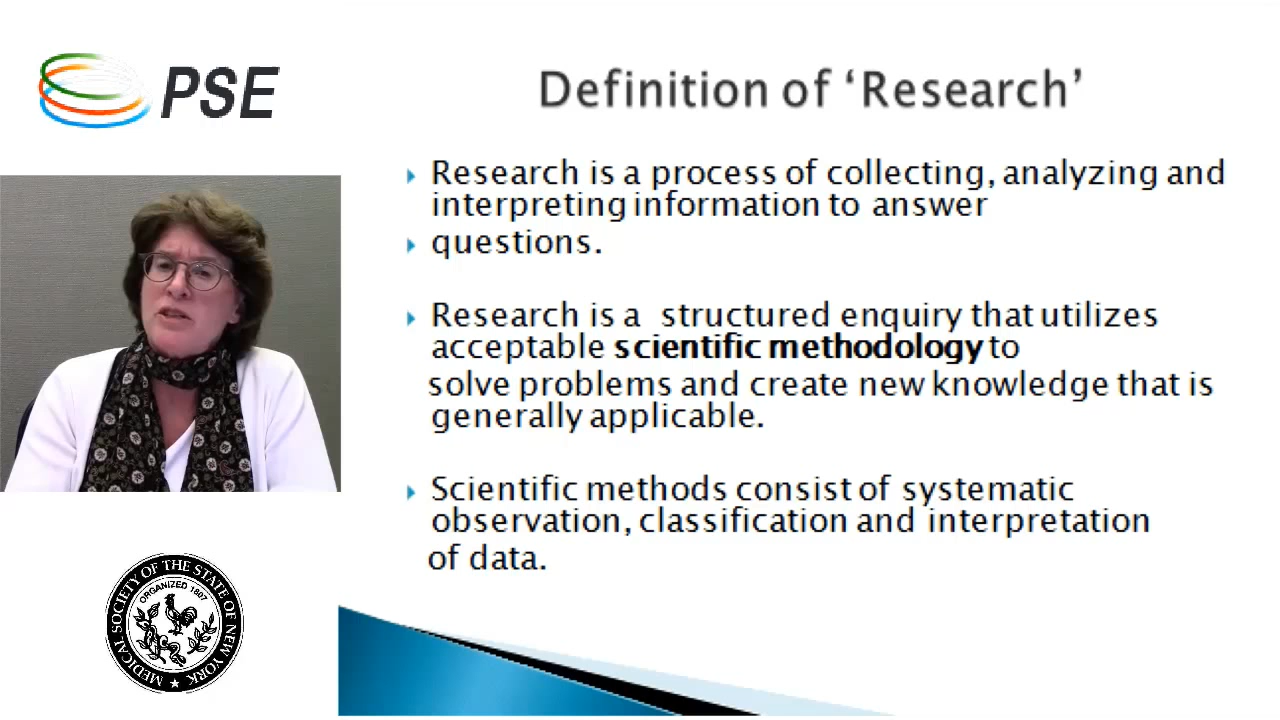 PSE
Definition of ‘Research’
Research is a process of collecting, analyzing and
interpreting information to answer
questions.
Research is a structured enquiry that utilizes
acceptable scientific methodology to
solve problems and create new knowledge that is
generally applicable.
Scientific methods consist of systematic
observation, classification and interpretation
of data.
MEDICAL SOCIETY OF THE STATE OF NEW YORK
ORGANIZED 1807